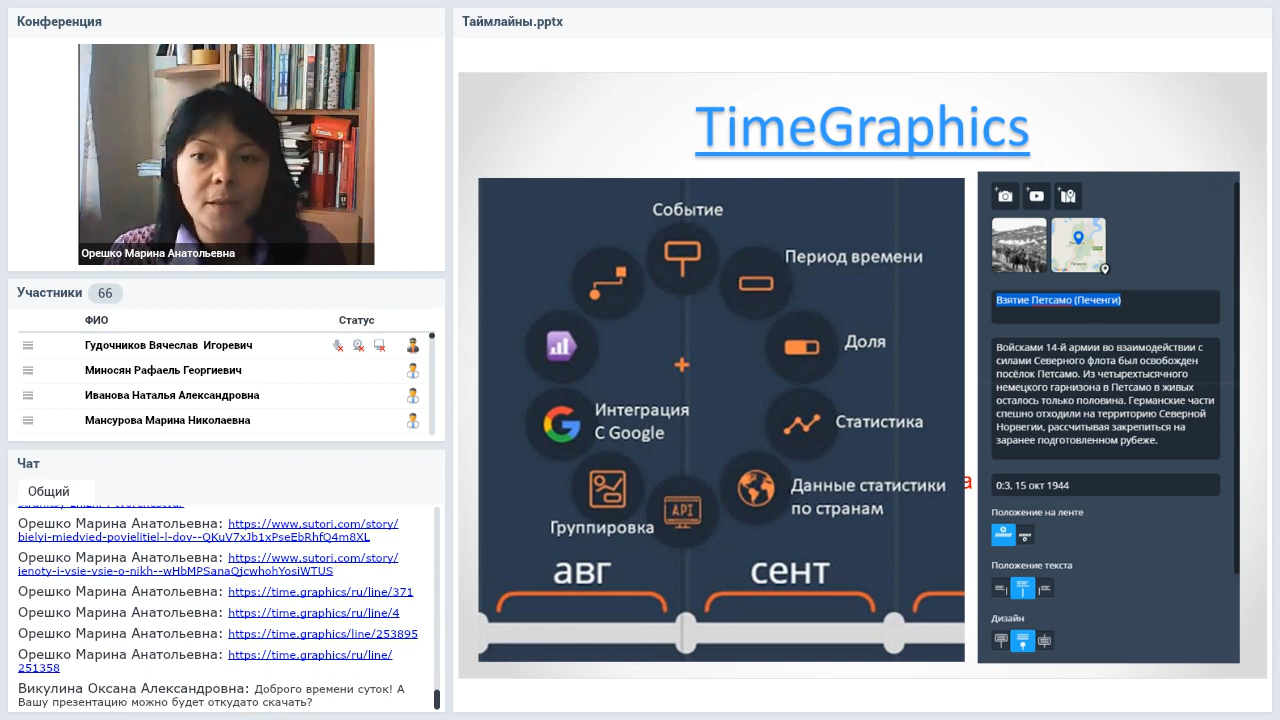 Конференция
Орешко Марина Анатольевна
Участники 66
ФИО Статус
Гудочников Вячеслав Игоревич
Миносян Рафаель Георгиевич
Иванова Наталья Александровна
Мансурова Марина Николаевна
Чат
Общий
Орешко Марина Анатольевна: https://www.sutori.com/story/
bielyi-miedvied-povielitiel-l-dov--QKuV7xJb1xPseEbRhfQ4m8XL
Орешко Марина Анатольевна: https://www.sutori.com/story/
jenoty-i-vsie-vsie-o-nikh--wHbMPSanaQjcwhohYosiWTUS
Орешко Марина Анатольевна: https://time.graphics/ru/line/371
Орешко Марина Анатольевна: https://time.graphics/ru/line/4
Орешко Марина Анатольевна: https://time.graphics/line/253895
Орешко Марина Анатольевна: https://time.graphics/ru/line/
251358
Викулина Оксана Александровна: Доброго времени суток! А
Вашу презентацию можно будет откудато скачать?
Таймлайны.pptx
TimeGraphics
Событие
Период времени
Доля
Интеграция
С Google
Статистика
Данные статистики
по странам
Группировка
API
авг
сент
а
Взятие Петсамо (Печенги)
Войсками 14-й армии во взаимодействии с
силами Северного флота был освобожден
посёлок Петсамо. Из четырехтысячного
немецкого гарнизона в Петсамо в живых
осталось только половина. Германские части
спешно отходили на территорию Северной
Норвегии, рассчитывая закрепиться на
заранее подготовленном рубеже.
0:3, 15 окт 1944
Положение на ленте
Положение текста
Дизайн